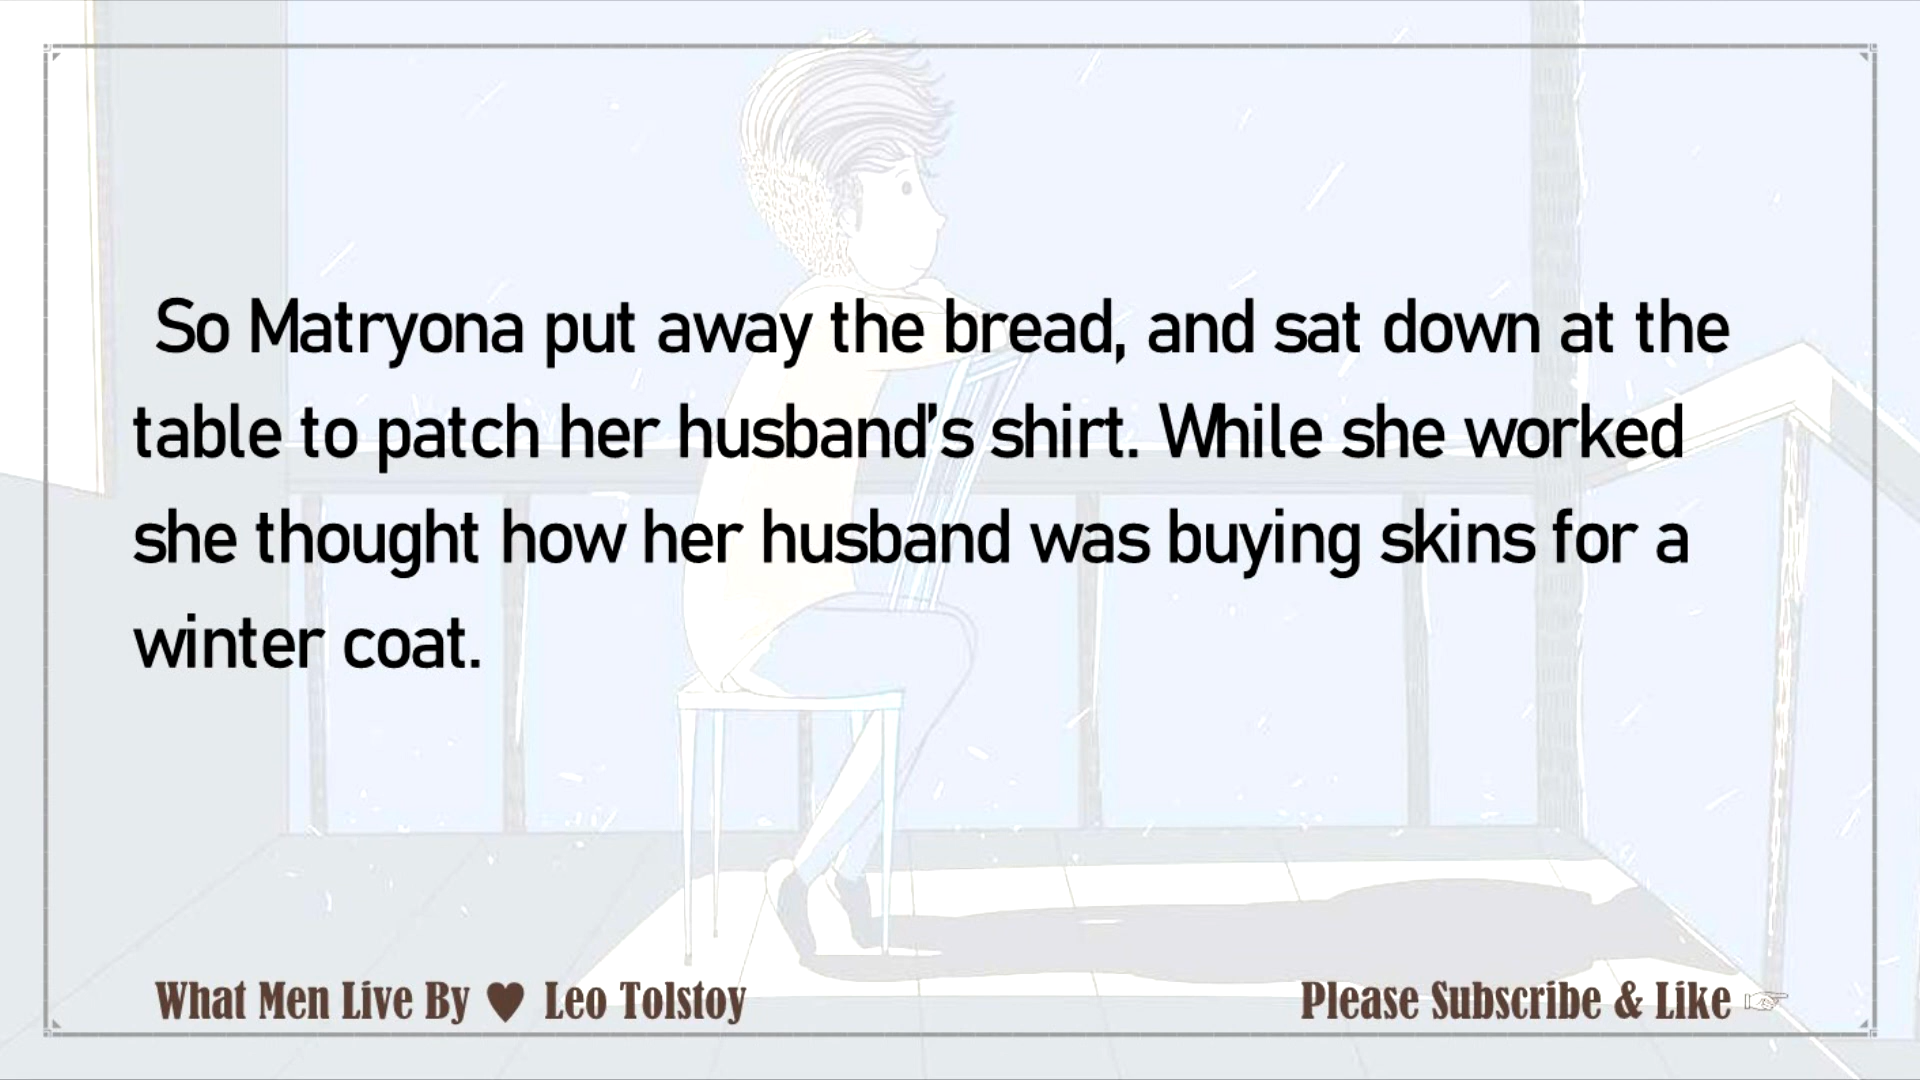 So Matryona put away the bread, and sat down at the
table to patch her husband's shirt. While she worked
she thought how her husband was buying skins for a
winter coat.
What Men Live By ♥ Leo Tolstoy
Please Subscribe & Like ☞